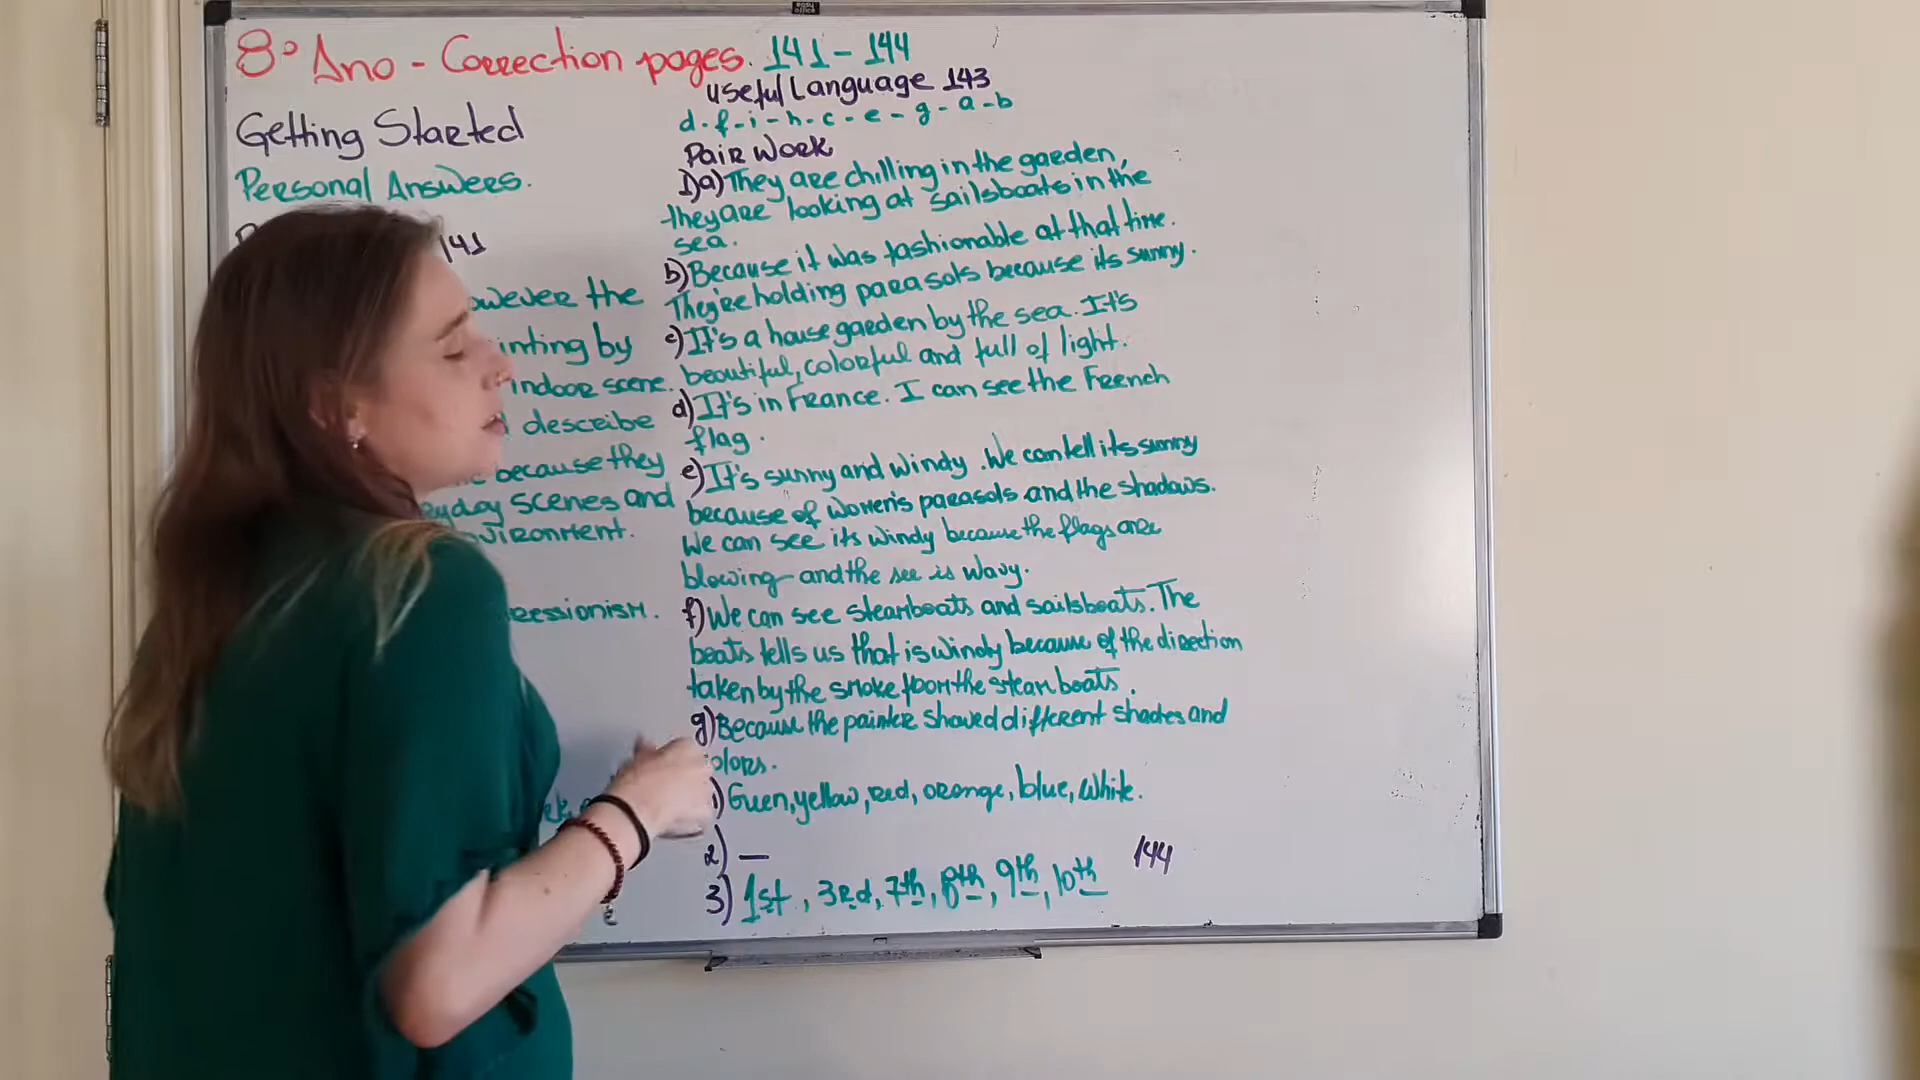 easy office
8º Ano - Correction pages. 141 - 144
Getting Started
Personal Answers.
141
owever the
inting by
indoor scene.
describe
because they
eryday scenes and
vironment.
ressionism.
Useful Language 143
d - f - i - h - c - e - g - a - b
Pair Work
1)a) They are chilling in the garden,
they are looking at sailsboats in the
sea.
b) Because it was fashionable at that time.
They're holding parasols because its sunny.
c) It's a house garden by the sea. It's
beautiful, colorful and full of light.
d) It's in France. I can see the French
flag.
e) It's sunny and windy. We can tell its sunny
because of women's parasols and the shadows.
We can see its windy because the flags are
blowing and the see is wavy.
f) We can see steamboats and sailsboats. The
boats tells us that is windy because of the direction
taken by the smoke from the steam boats.
g) Because the painter showed different shades and
olors.
) Green, yellow, red, orange, blue, white.
2) —
3) 1st, 3rd, 7th, 8th, 9th, 10th
144